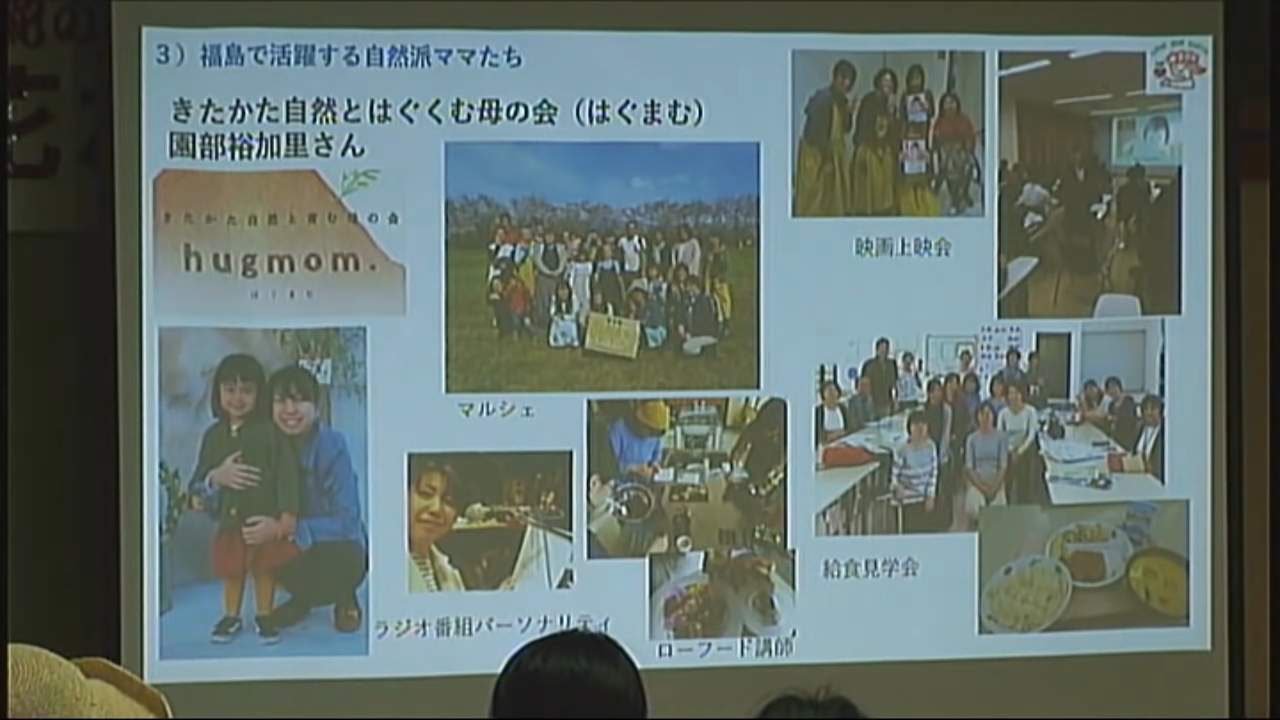 3）福島で活躍する自然派ママたち
きたかた自然とはぐくむ母の会（はぐまむ）
園部裕加里さん
きたかた自然と育む母の会
hugmom.
はぐまむ
マルシェ
映画上映会
ラジオ番組パーソナリティ
ローフード講師
給食見学会